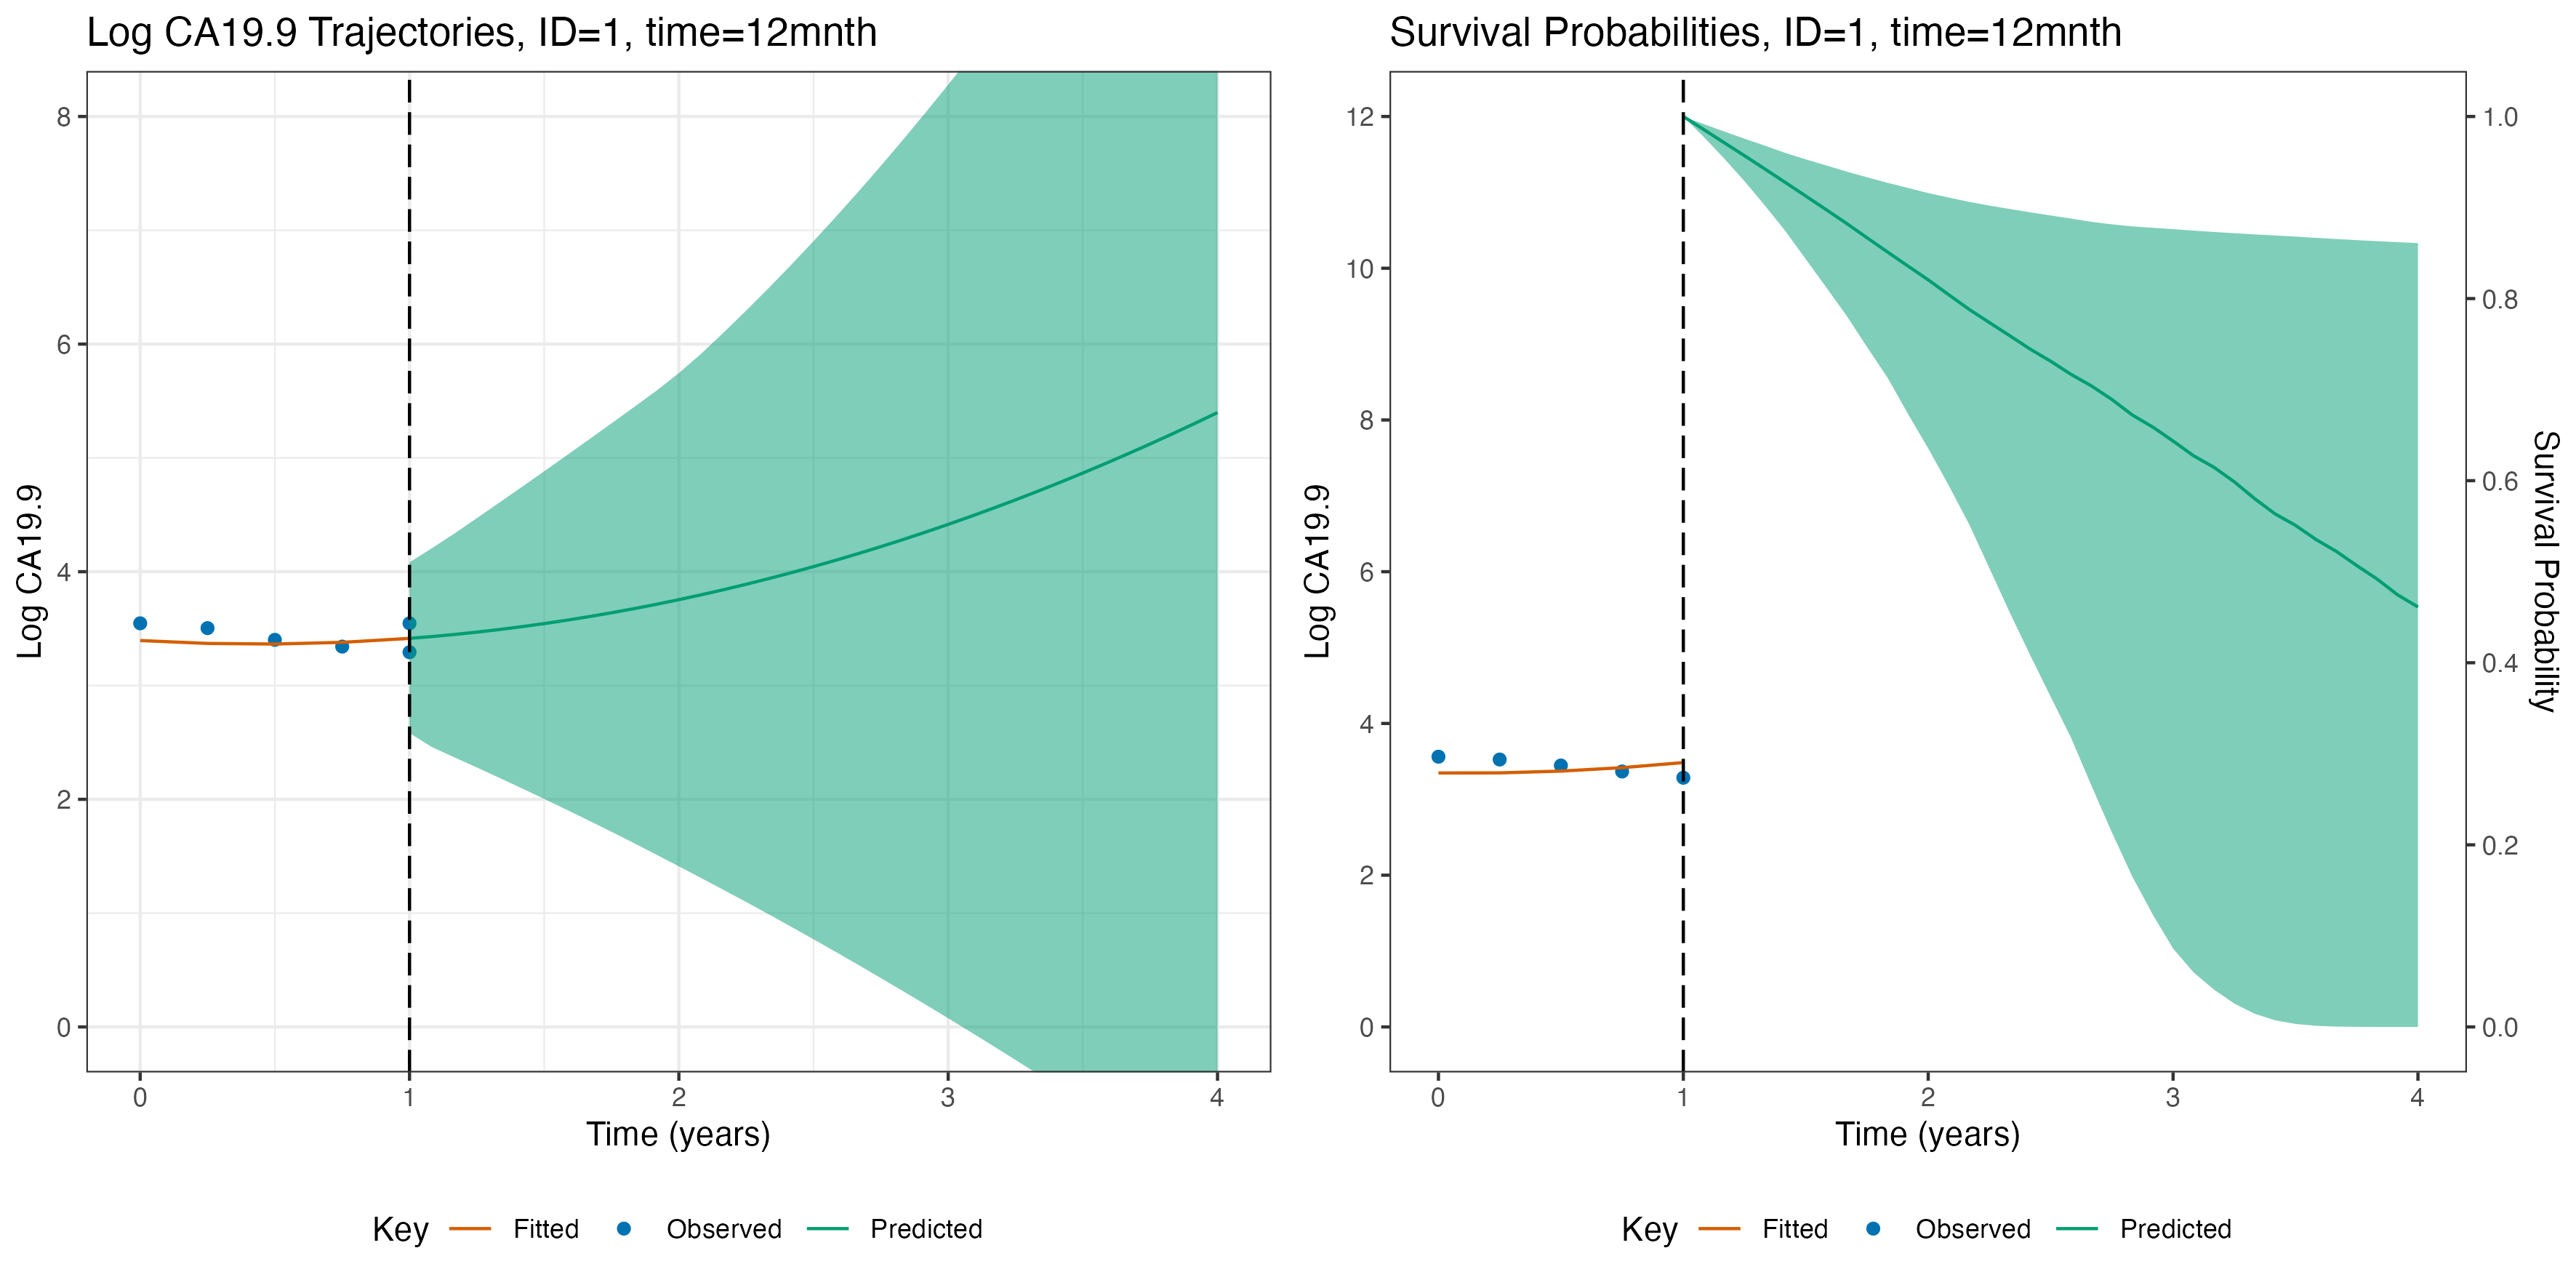 Log CA19.9 Trajectories, ID=1, time=12mnth
Log CA19.9
8
6
4
2
0
0 1 2 3 4
Time (years)
Key Fitted Observed Predicted
Survival Probabilities, ID=1, time=12mnth
Log CA19.9
12
10
8
6
4
2
0
1.0
0.8
0.6
0.4
0.2
0.0
Survival Probability
0 1 2 3 4
Time (years)
Key Fitted Observed Predicted